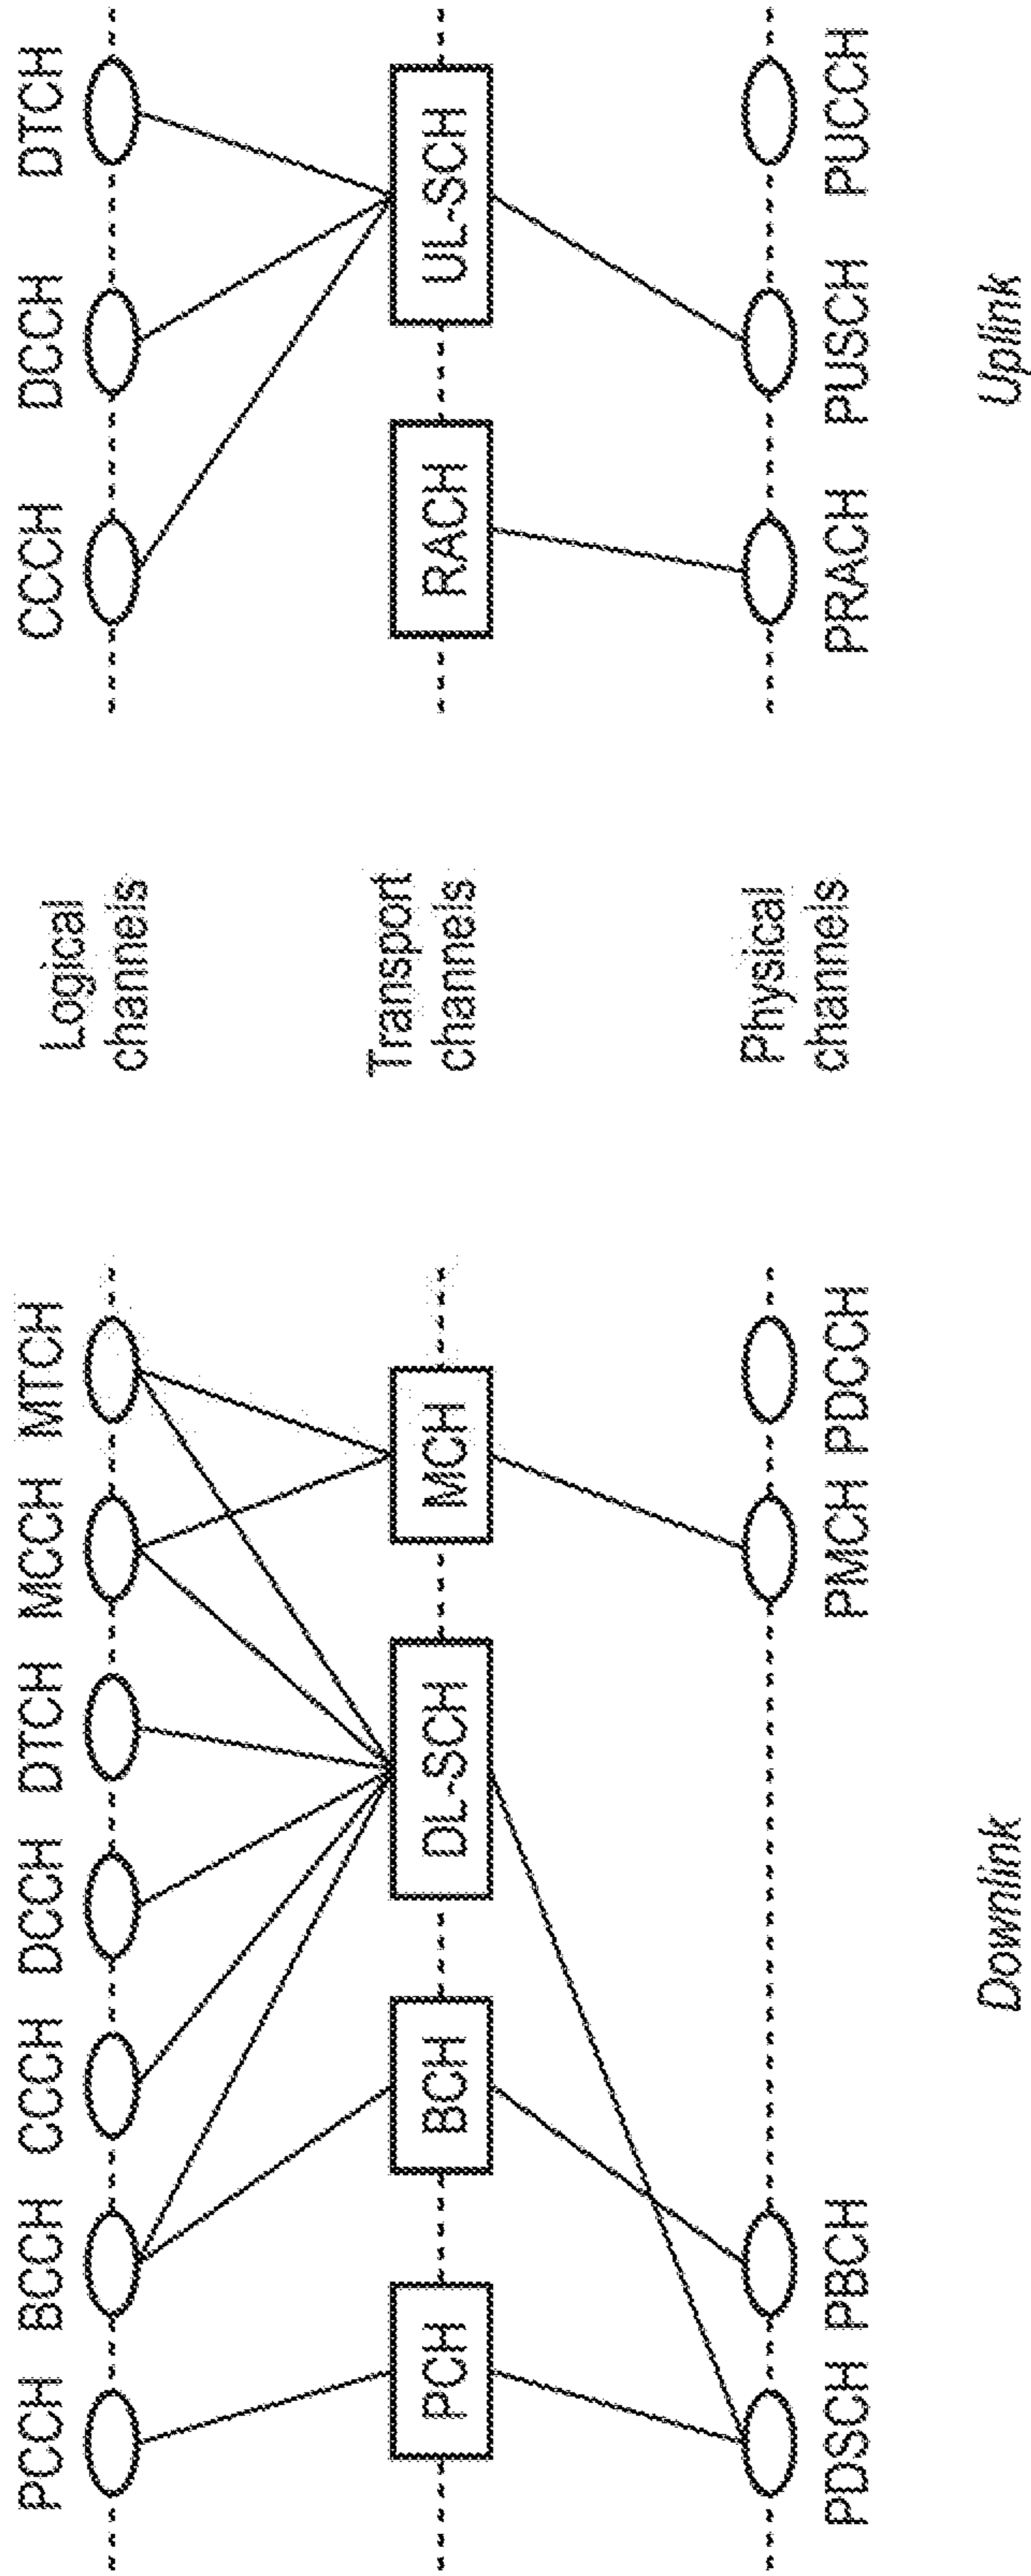 PCCH BCCH CCCH DCCH DTCH MCCH MTCH
Logical
channels
CCCH DCCH DTCH
PCH BCH DL-SCH MCH
Transport
channels
RACH UL-SCH
PDSCH PBCH PMCH PDCCH
Physical
channels
PRACH PUSCH PUCCH
Downlink
Uplink